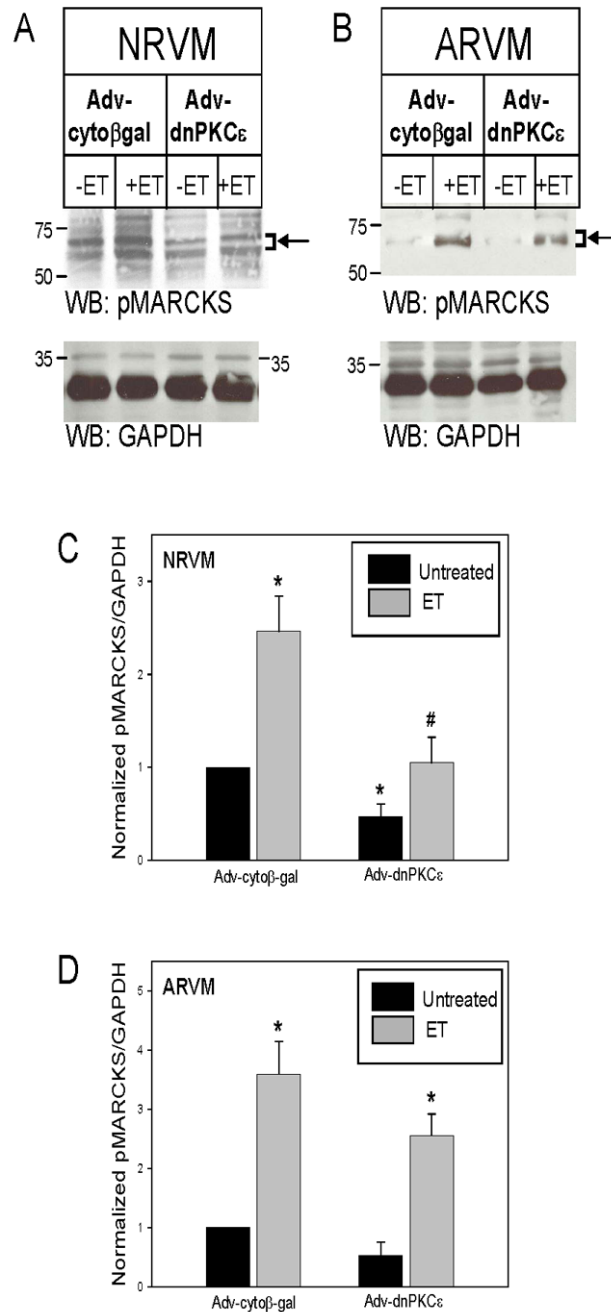 A
NRVM
Adv-
cytoβgal
Adv-
dnPKCε
-ET
+ET
-ET
+ET
75
50
WB: pMARCKS
35
35
WB: GAPDH
B
ARVM
Adv-
cytoβgal
Adv-
dnPKCε
-ET
+ET
-ET
+ET
75
50
WB: pMARCKS
35
WB: GAPDH
C
NRVM
Untreated
ET
Normalized pMARCKS/GAPDH
3
2
1
0
*
*
#
Adv-cytoβ-gal
Adv-dnPKCε
D
ARVM
Untreated
ET
Normalized pMARCKS/GAPDH
5
4
3
2
1
0
*
*
Adv-cytoβ-gal
Adv-dnPKCε